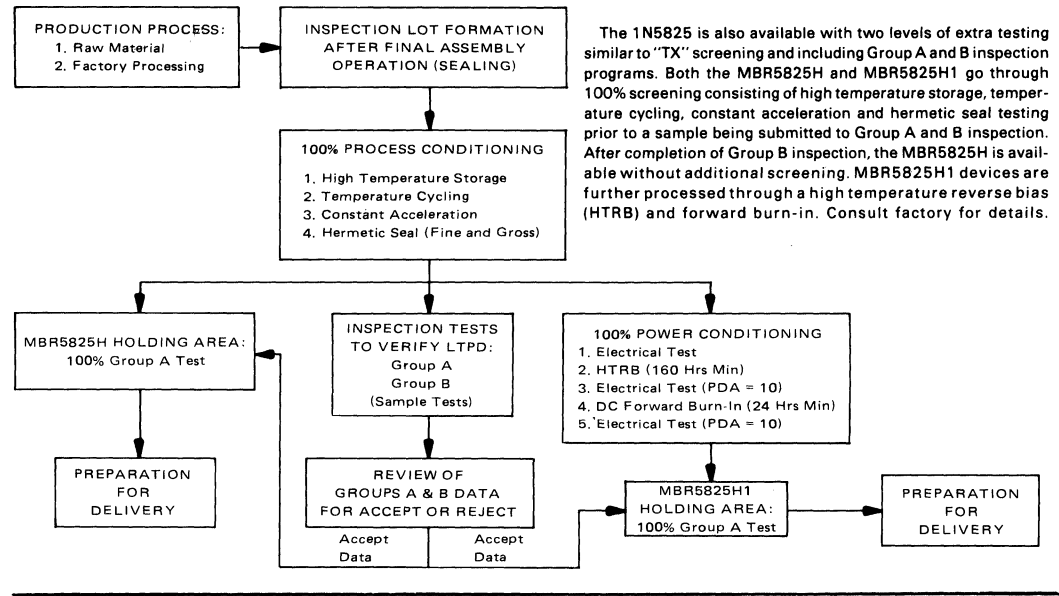 PRODUCTION PROCESS:
1. Raw Material
2. Factory Processing
INSPECTION LOT FORMATION
AFTER FINAL ASSEMBLY
OPERATION (SEALING)
The 1N5825 is also available with two levels of extra testing
similar to "TX" screening and including Group A and B inspection
programs. Both the MBR5825H and MBR5825H1 go through
100% screening consisting of high temperature storage, temper-
ature cycling, constant acceleration and hermetic seal testing
prior to a sample being submitted to Group A and B inspection.
After completion of Group B inspection, the MBR5825H is avail-
able without additional screening. MBR5825H1 devices are
further processed through a high temperature reverse bias
(HTRB) and forward burn-in. Consult factory for details.
100% PROCESS CONDITIONING
1. High Temperature Storage
2. Temperature Cycling
3. Constant Acceleration
4. Hermetic Seal (Fine and Gross)
MBR5825H HOLDING AREA:
100% Group A Test
INSPECTION TESTS
TO VERIFY LTPD:
Group A
Group B
(Sample Tests)
100% POWER CONDITIONING
1. Electrical Test
2. HTRB (160 Hrs Min)
3. Electrical Test (PDA = 10)
4. DC Forward Burn-In (24 Hrs Min)
5. Electrical Test (PDA = 10)
PREPARATION
FOR
DELIVERY
REVIEW OF
GROUPS A & B DATA
FOR ACCEPT OR REJECT
MBR5825H1
HOLDING AREA:
100% Group A Test
PREPARATION
FOR
DELIVERY
Accept
Data
Accept
Data